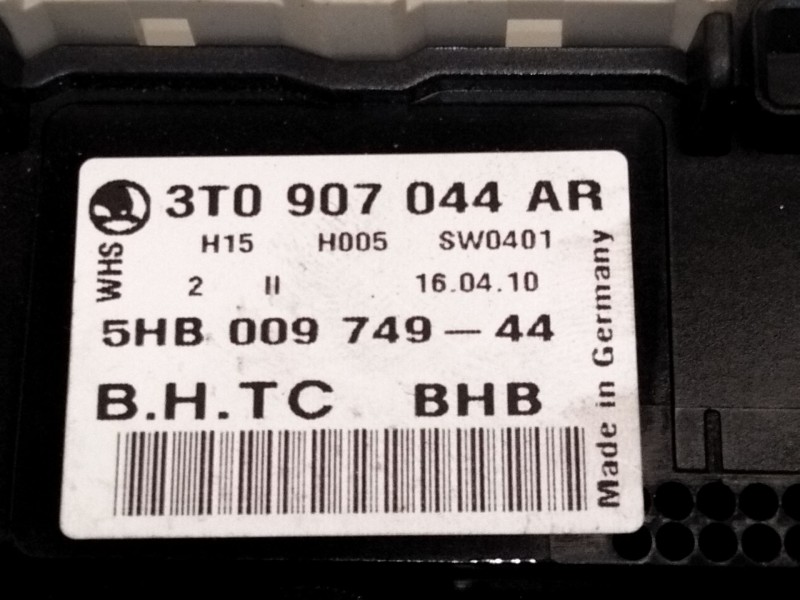 3T0 907 044 AR
H15 H005 SW0401
WHS
2 II 16.04.10
5HB 009 749-44
B.H.TC BHB
Made in Germany